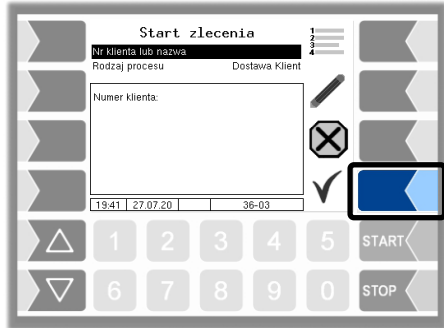 Start zlecenia
Nr klienta lub nazwa
Rodzaj procesu Dostawa Klient
Numer klienta:
19:41 27.07.20 36-03
1
2
3
4
1 2 3 4 5 START
6 7 8 9 0 STOP